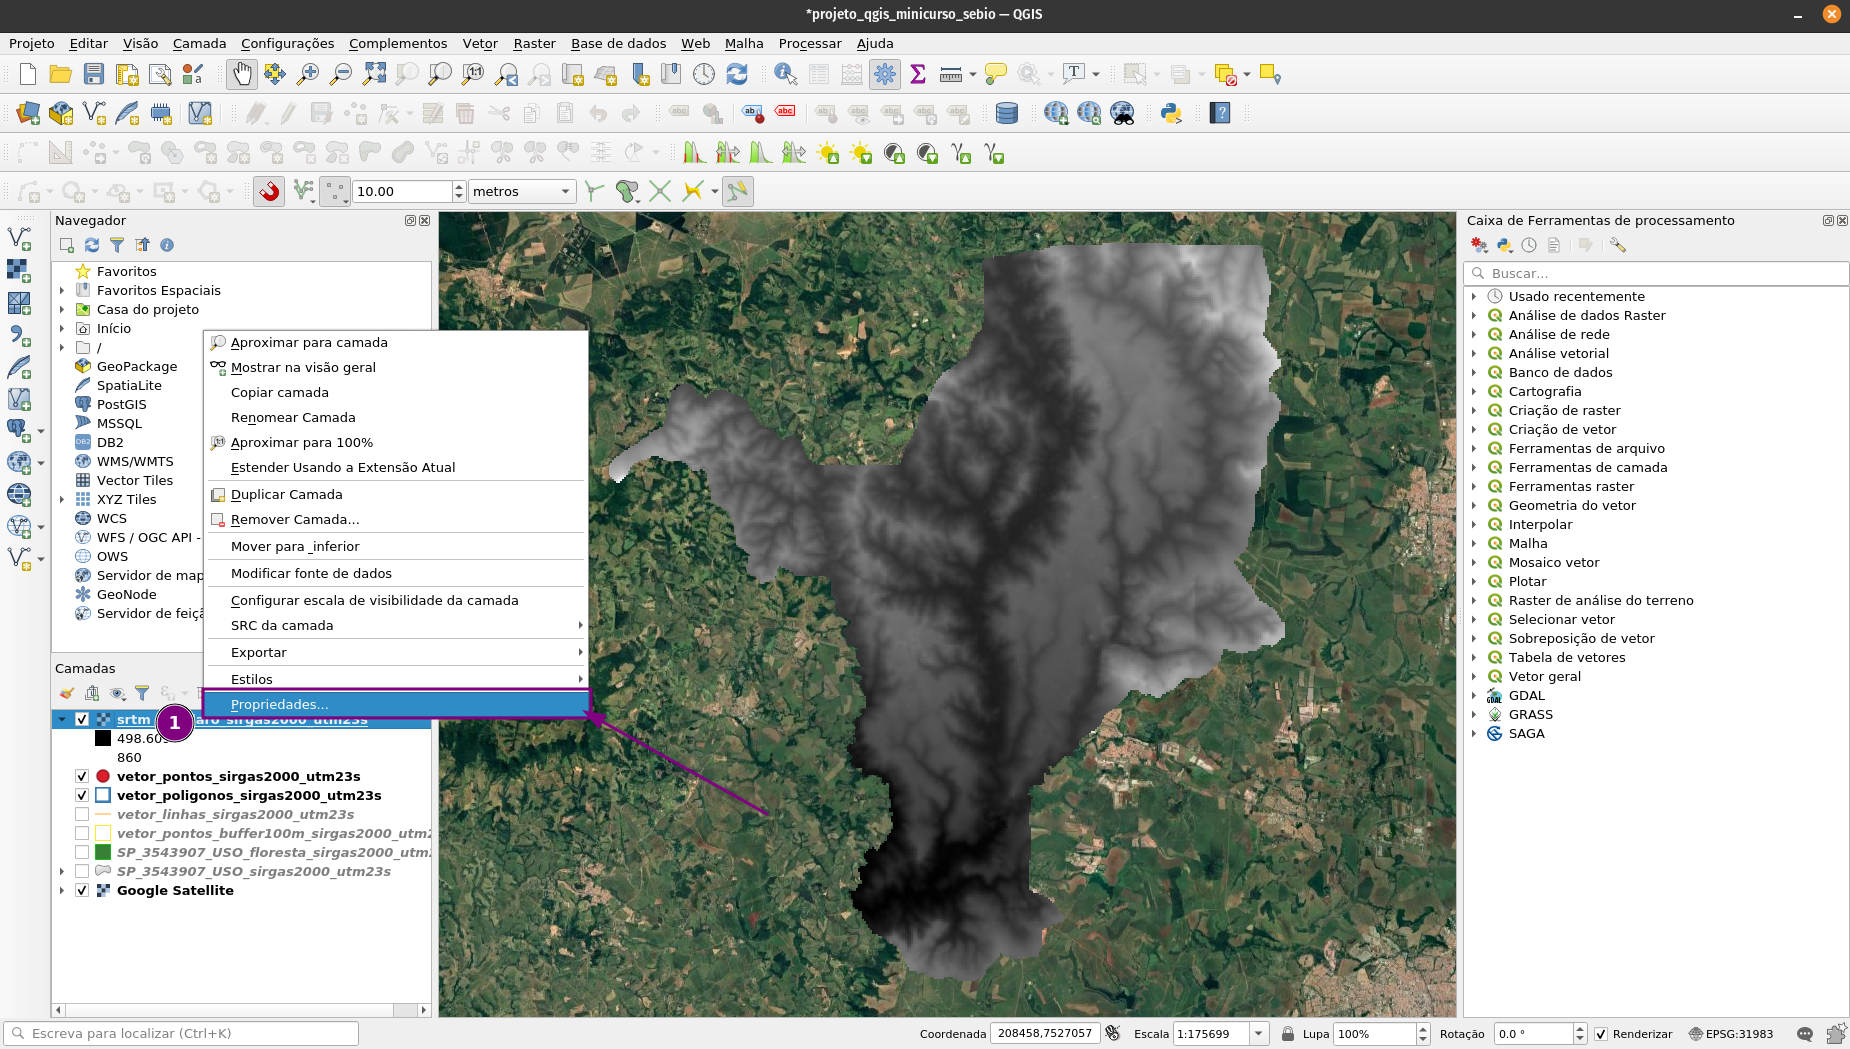 *projeto_qgis_minicurso_sebio — QGIS
Projeto Editar Visão Camada Configurações Complementos Vetor Raster Base de dados Web Malha Processar Ajuda
10.00 metros
Navegador
Favoritos
Favoritos Espaciais
Casa do projeto
Início
/
GeoPackage
SpatiaLite
PostGIS
MSSQL
DB2
WMS/WMTS
Vector Tiles
XYZ Tiles
WCS
WFS / OGC API -
OWS
Servidor de map
GeoNode
Servidor de feiç
Aproximar para camada
Mostrar na visão geral
Copiar camada
Renomear Camada
Aproximar para 100%
Estender Usando a Extensão Atual
Duplicar Camada
Remover Camada...
Mover para _inferior
Modificar fonte de dados
Configurar escala de visibilidade da camada
SRC da camada
Exportar
Estilos
Propriedades...
1
Camadas
srtm aro_sirgas2000_utm23s
498.60
860
vetor_pontos_sirgas2000_utm23s
vetor_poligonos_sirgas2000_utm23s
vetor_linhas_sirgas2000_utm23s
vetor_pontos_buffer100m_sirgas2000_utm2
SP_3543907_USO_floresta_sirgas2000_utm
SP_3543907_USO_sirgas2000_utm23s
Google Satellite
Caixa de Ferramentas de processamento
Buscar...
Usado recentemente
Análise de dados Raster
Análise de rede
Análise vetorial
Banco de dados
Cartografia
Criação de raster
Criação de vetor
Ferramentas de arquivo
Ferramentas de camada
Ferramentas raster
Geometria do vetor
Interpolar
Malha
Mosaico vetor
Plotar
Raster de análise do terreno
Selecionar vetor
Sobreposição de vetor
Tabela de vetores
Vetor geral
GDAL
GRASS
SAGA
Escreva para localizar (Ctrl+K)
Coordenada 208458,7527057 Escala 1:175699 Lupa 100% Rotação 0.0 ° Renderizar EPSG:31983